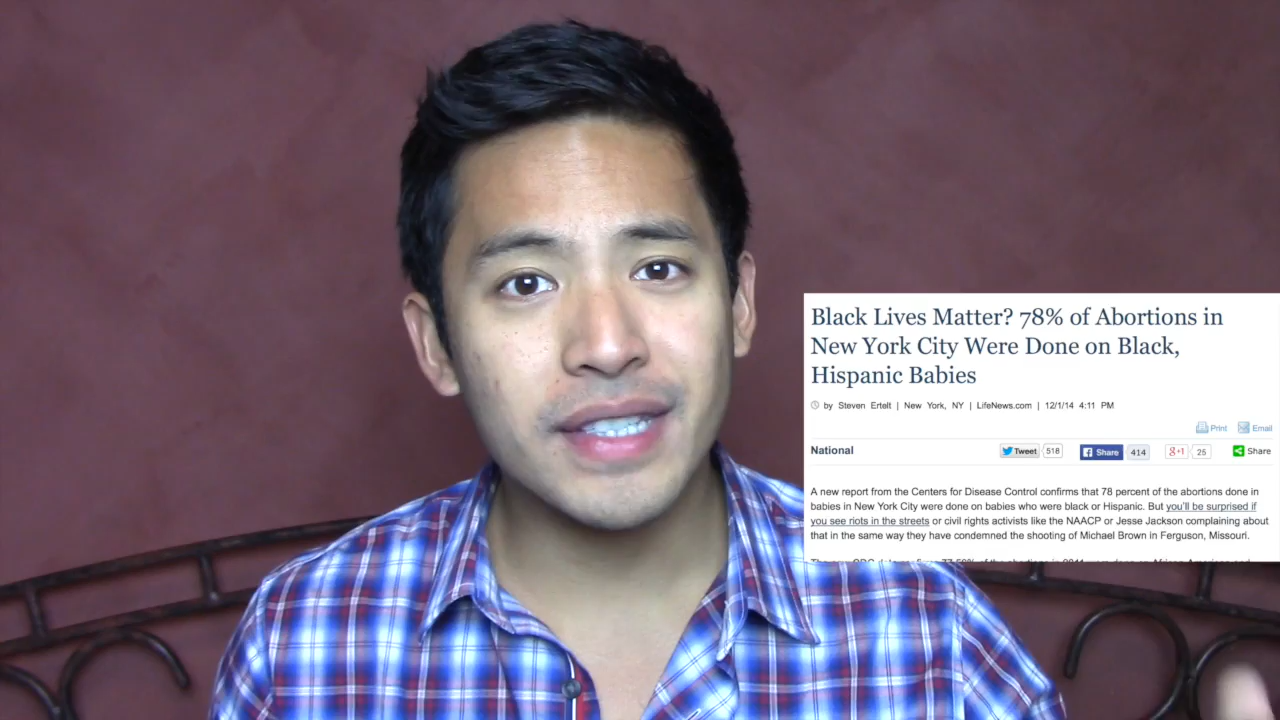 Black Lives Matter? 78% of Abortions in
New York City Were Done on Black,
Hispanic Babies
by Steven Ertelt | New York, NY | LifeNews.com | 12/1/14 4:11 PM
Print Email
National Tweet 518 Share 414 g+1 25 Share
A new report from the Centers for Disease Control confirms that 78 percent of the abortions done in
babies in New York City were done on babies who were black or Hispanic. But you'll be surprised if
you see riots in the streets or civil rights activists like the NAACP or Jesse Jackson complaining about
that in the same way they have condemned the shooting of Michael Brown in Ferguson, Missouri.